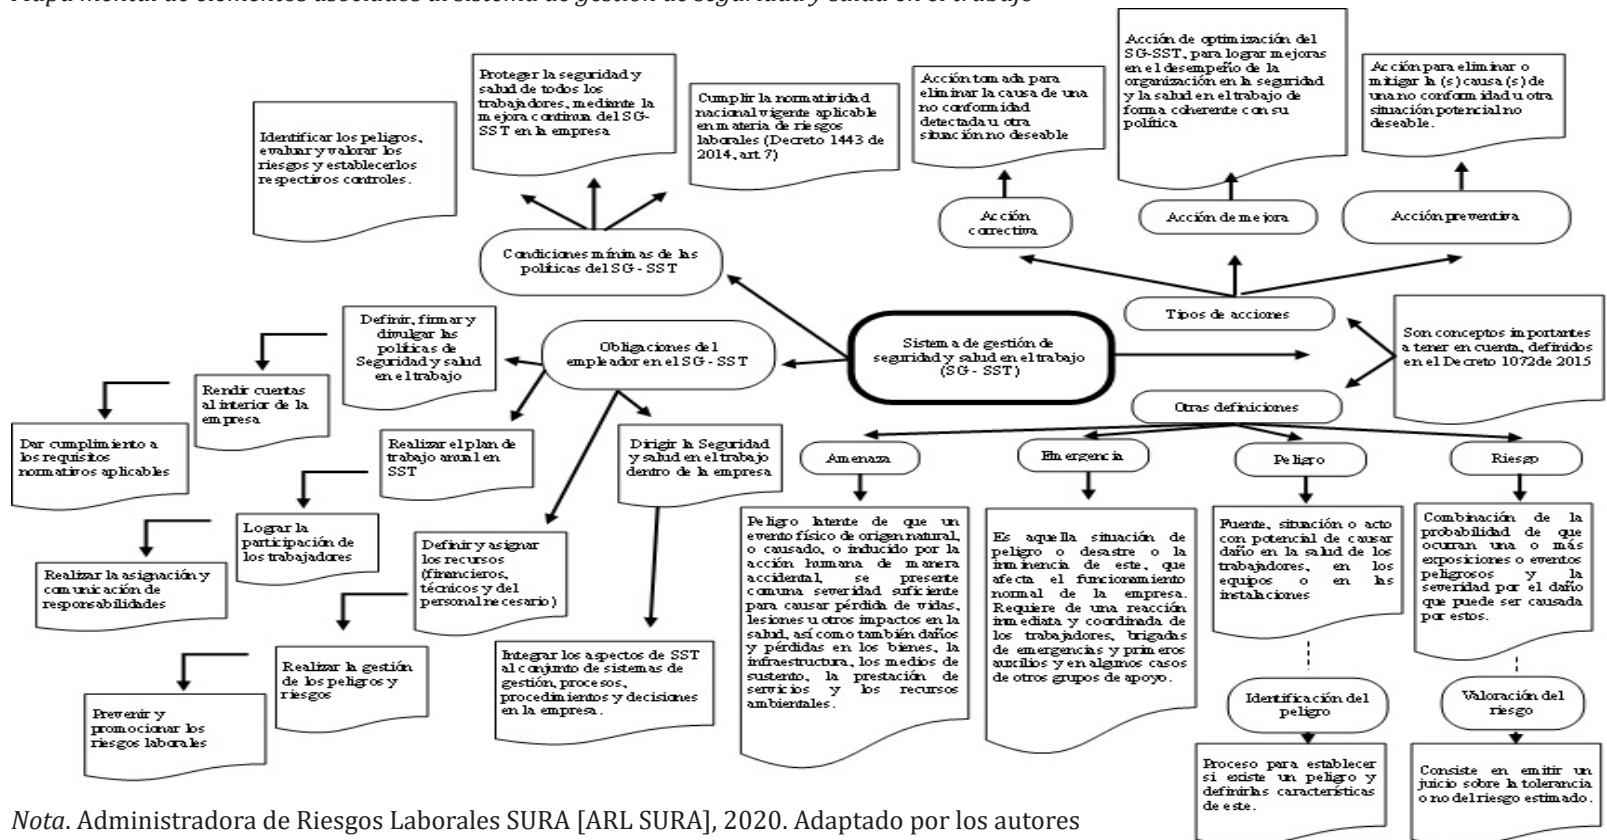 Mapa mental de elementos asociados al sistema de gestión de seguridad y salud en el trabajo
Identificar los peligros,
evaluar y valorar los
riesgos y establecer los
respectivos controles.
Proteger la seguridad y
salud de todos los
trabajadores, mediante la
mejora continua del SG-
SST en la empresa
Cumplir la normatividad
nacional vigente aplicable
en materia de riesgos
laborales (Decreto 1443 de
2014, art 7)
Condiciones mínimas de las
políticas del SG - SST
Acción tomada para
eliminar la causa de una
no conformidad
detectada u otra
situación no deseable
Acción de optimización del
SG-SST, para lograr mejoras
en el desempeño de la
organización en la seguridad
y la salud en el trabajo de
forma coherente con su
política
Acción para eliminar o
mitigar la (s) causa (s) de
una no conformidad u otra
situación potencial no
deseable.
Acción
correctiva
Acción de mejora
Acción preventiva
Tipos de acciones
Sistema de gestión de
seguridad y salud en el trabajo
(SG - SST)
Son conceptos importantes
a tener en cuenta, definidos
en el Decreto 1072de 2015
Obligaciones del
empleador en el SG - SST
Definir, firmar y
divulgar las
políticas de
Seguridad y salud
en el trabajo
Rendir cuentas
al interior de la
empresa
Dar cumplimiento a
los requisitos
normativos aplicables
Realizar el plan de
trabajo anual en
SST
Lograr la
participación de
los trabajadores
Realizar la asignación y
comunicación de
responsabilidades
Definir y asignar
los recursos
(financieros,
técnicos y del
personal necesario)
Realizar la gestión
de los peligros y
riesgos
Prevenir y
promocionar los
riesgos laborales
Dirigir la Seguridad
y salud en el trabajo
dentro de la empresa
Integrar los aspectos de SST
al conjunto de sistemas de
gestión, procesos,
procedimientos y decisiones
en la empresa.
Otras definiciones
Amenaza
Emergencia
Peligro
Riesgo
Peligro latente de que un
evento físico de origen natural,
o causado, o inducido por la
acción humana de manera
accidental, se presente
con una severidad suficiente
para causar pérdida de vidas,
lesiones u otros impactos en la
salud, así como también daños
y pérdidas en los bienes, la
infraestructura, los medios de
sustento, la prestación de
servicios y los recursos
ambientales.
Es aquella situación de
peligro o desastre o la
inminencia de este, que
afecta el funcionamiento
normal de la empresa.
Requiere de una reacción
inmediata y coordinada de
los trabajadores, brigadas
de emergencias y primeros
auxilios y en algunos casos
de otros grupos de apoyo.
Fuente, situación o acto
con potencial de causar
daño en la salud de los
trabajadores, en los
equipos o en las
instalaciones
Combinación de la
probabilidad de que
ocurran una o más
exposiciones o eventos
peligrosos y la
severidad por el daño
que puede ser causada
por estos.
Identificación del
peligro
Valoración del
riesgo
Proceso para establecer
si existe un peligro y
definir las características
de este.
Consiste en emitir un
juicio sobre la tolerancia
o no del riesgo estimado.
Nota. Administradora de Riesgos Laborales SURA [ARL SURA], 2020. Adaptado por los autores